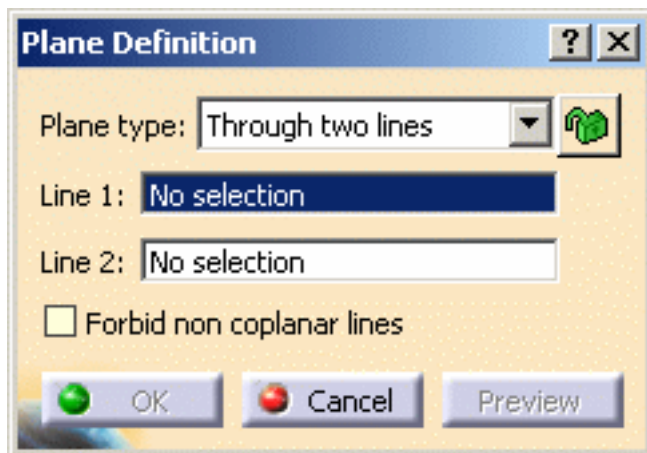 Plane Definition ? X
Plane type: Through two lines
Line 1: No selection
Line 2: No selection
Forbid non coplanar lines
OK Cancel Preview